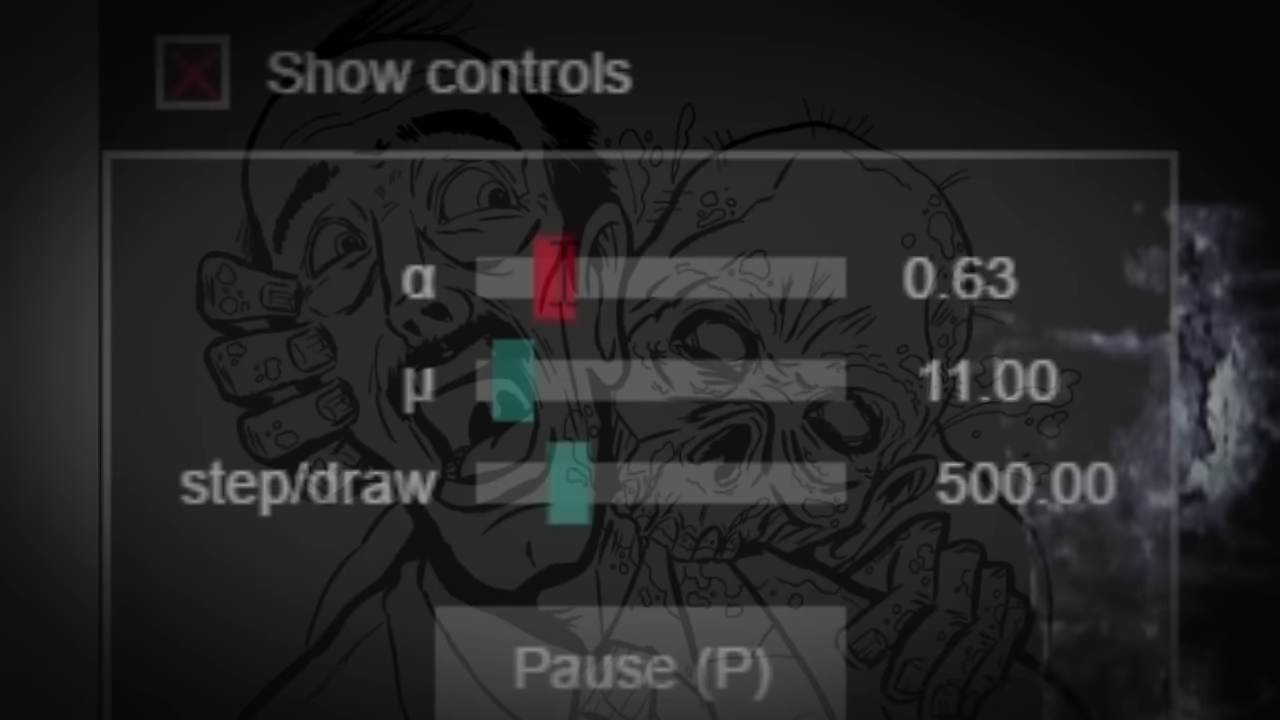 Show controls
α 0.63
μ 11.00
step/draw 500.00
Pause (P)